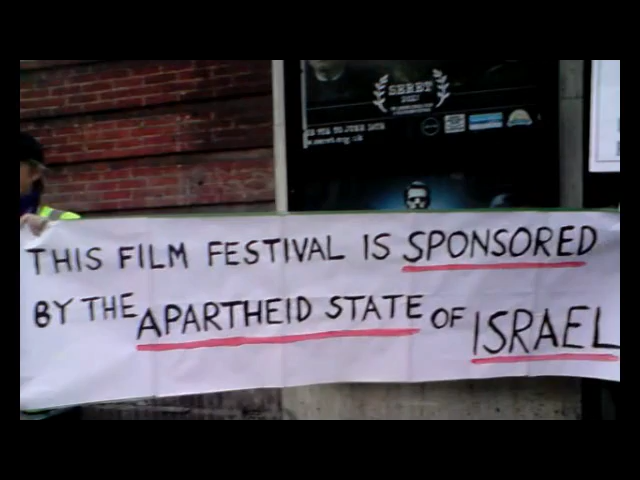 SERET
THIS FILM FESTIVAL IS SPONSORED
BY THE APARTHEID STATE OF ISRAEL